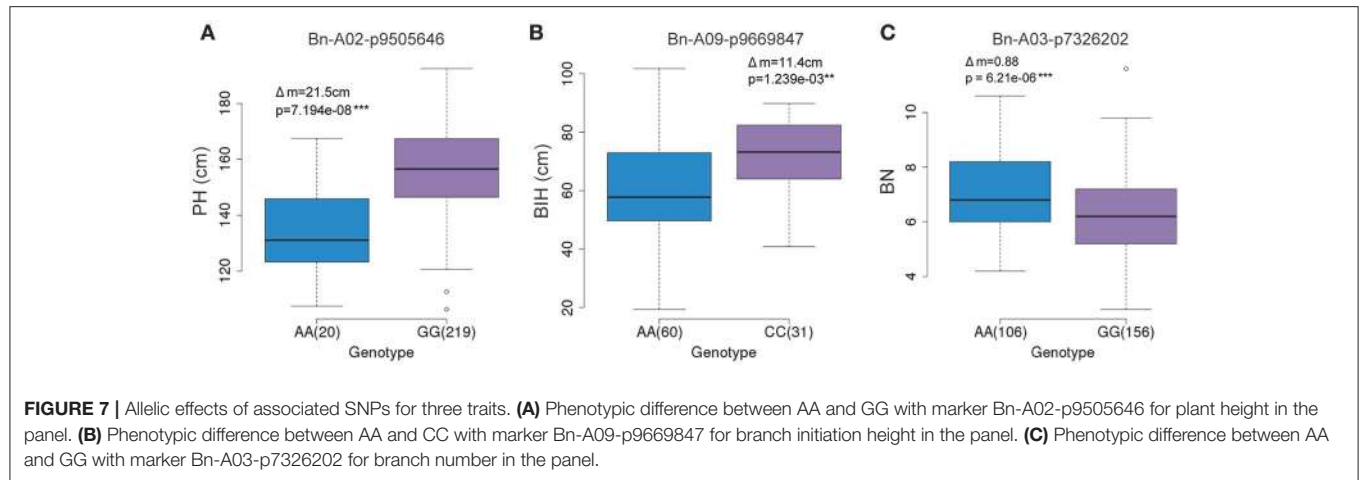 A
Bn-A02-p9505646
Δ m=21.5cm
p=7.194e-08 ***
PH (cm)
180
160
140
120
AA(20)
GG(219)
Genotype
B
Bn-A09-p9669847
Δ m=11.4cm
p=1.239e-03**
BIH (cm)
100
80
60
40
20
AA(60)
CC(31)
Genotype
C
Bn-A03-p7326202
Δ m=0.88
p = 6.21e-06 ***
BN
10
8
6
4
AA(106)
GG(156)
Genotype
FIGURE 7 | Allelic effects of associated SNPs for three traits. (A) Phenotypic difference between AA and GG with marker Bn-A02-p9505646 for plant height in the
panel. (B) Phenotypic difference between AA and CC with marker Bn-A09-p9669847 for branch initiation height in the panel. (C) Phenotypic difference between AA
and GG with marker Bn-A03-p7326202 for branch number in the panel.